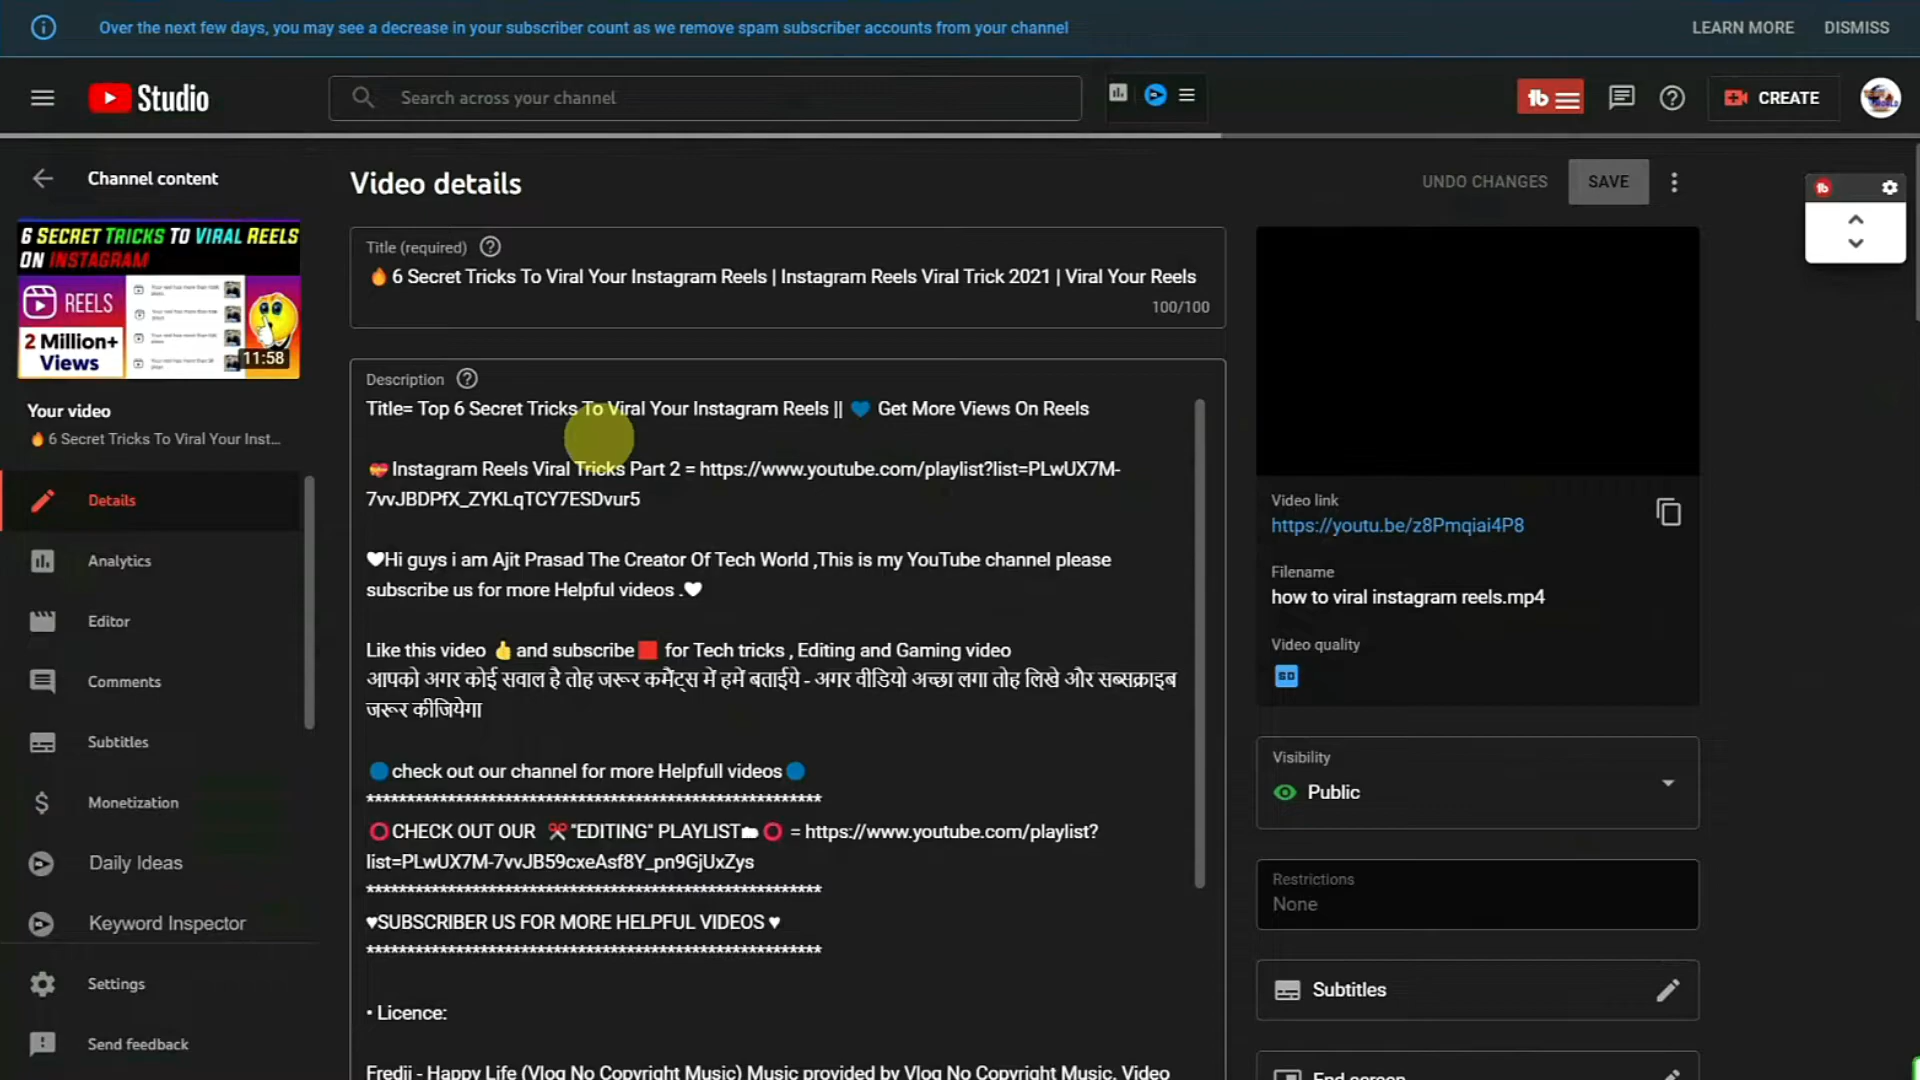 Over the next few days, you may see a decrease in your subscriber count as we remove spam subscriber accounts from your channel
LEARN MORE
DISMISS
Studio
Search across your channel
CREATE
Channel content
Video details
UNDO CHANGES
SAVE
6 SECRET TRICKS TO VIRAL REELS
ON INSTAGRAM
REELS
2 Million+
Views
11:58
Your video
🔥6 Secret Tricks To Viral Your Inst...
Details
Analytics
Editor
Comments
Subtitles
Monetization
Daily Ideas
Keyword Inspector
Settings
Send feedback
Title (required)
🔥6 Secret Tricks To Viral Your Instagram Reels | Instagram Reels Viral Trick 2021 | Viral Your Reels
100/100
Description
Title= Top 6 Secret Tricks To Viral Your Instagram Reels || 💙 Get More Views On Reels
💝Instagram Reels Viral Tricks Part 2 = https://www.youtube.com/playlist?list=PLwUX7M-
7vvJBDPfX_ZYKLqTCY7ESDvur5
♥Hi guys i am Ajit Prasad The Creator Of Tech World ,This is my YouTube channel please
subscribe us for more Helpful videos .♥
Like this video 👍and subscribe🟥 for Tech tricks , Editing and Gaming video
आपको अगर कोई सवाल है तोह जरूर कमैंट्स में हमें बताईये - अगर वीडियो अच्छा लगा तोह लिखे और सब्सक्राइब
जरूर कीजियेगा
🔵check out our channel for more Helpfull videos🔵
*********************************************************
⭕CHECK OUT OUR ✂"EDITING" PLAYLIST ⭕ = https://www.youtube.com/playlist?
list=PLwUX7M-7vvJB59cxeAsf8Y_pn9GjUxZys
*********************************************************
♥SUBSCRIBER US FOR MORE HELPFUL VIDEOS ♥
*********************************************************
• Licence:
Fredji - Happy Life (Vlog No Copyright Music) Music provided by Vlog No Copyright Music. Video
Video link
https://youtu.be/z8Pmqiai4P8
Filename
how to viral instagram reels.mp4
Video quality
SD
Visibility
Public
Restrictions
None
Subtitles
End screen